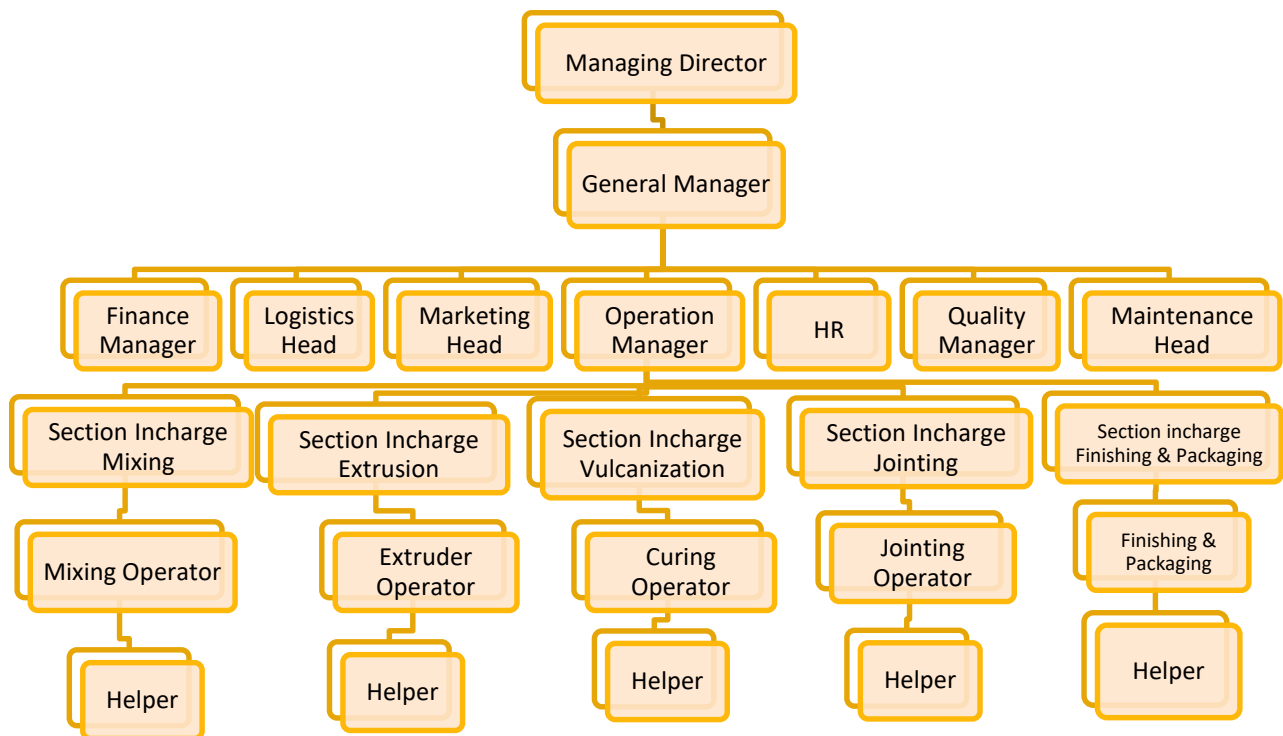 Managing Director
General Manager
Finance
Manager
Logistics
Head
Marketing
Head
Operation
Manager
HR
Quality
Manager
Maintenance
Head
Section Incharge
Mixing
Section Incharge
Extrusion
Section Incharge
Vulcanization
Section Incharge
Jointing
Section incharge
Finishing & Packaging
Mixing Operator
Extruder
Operator
Curing
Operator
Jointing
Operator
Finishing &
Packaging
Helper
Helper
Helper
Helper
Helper